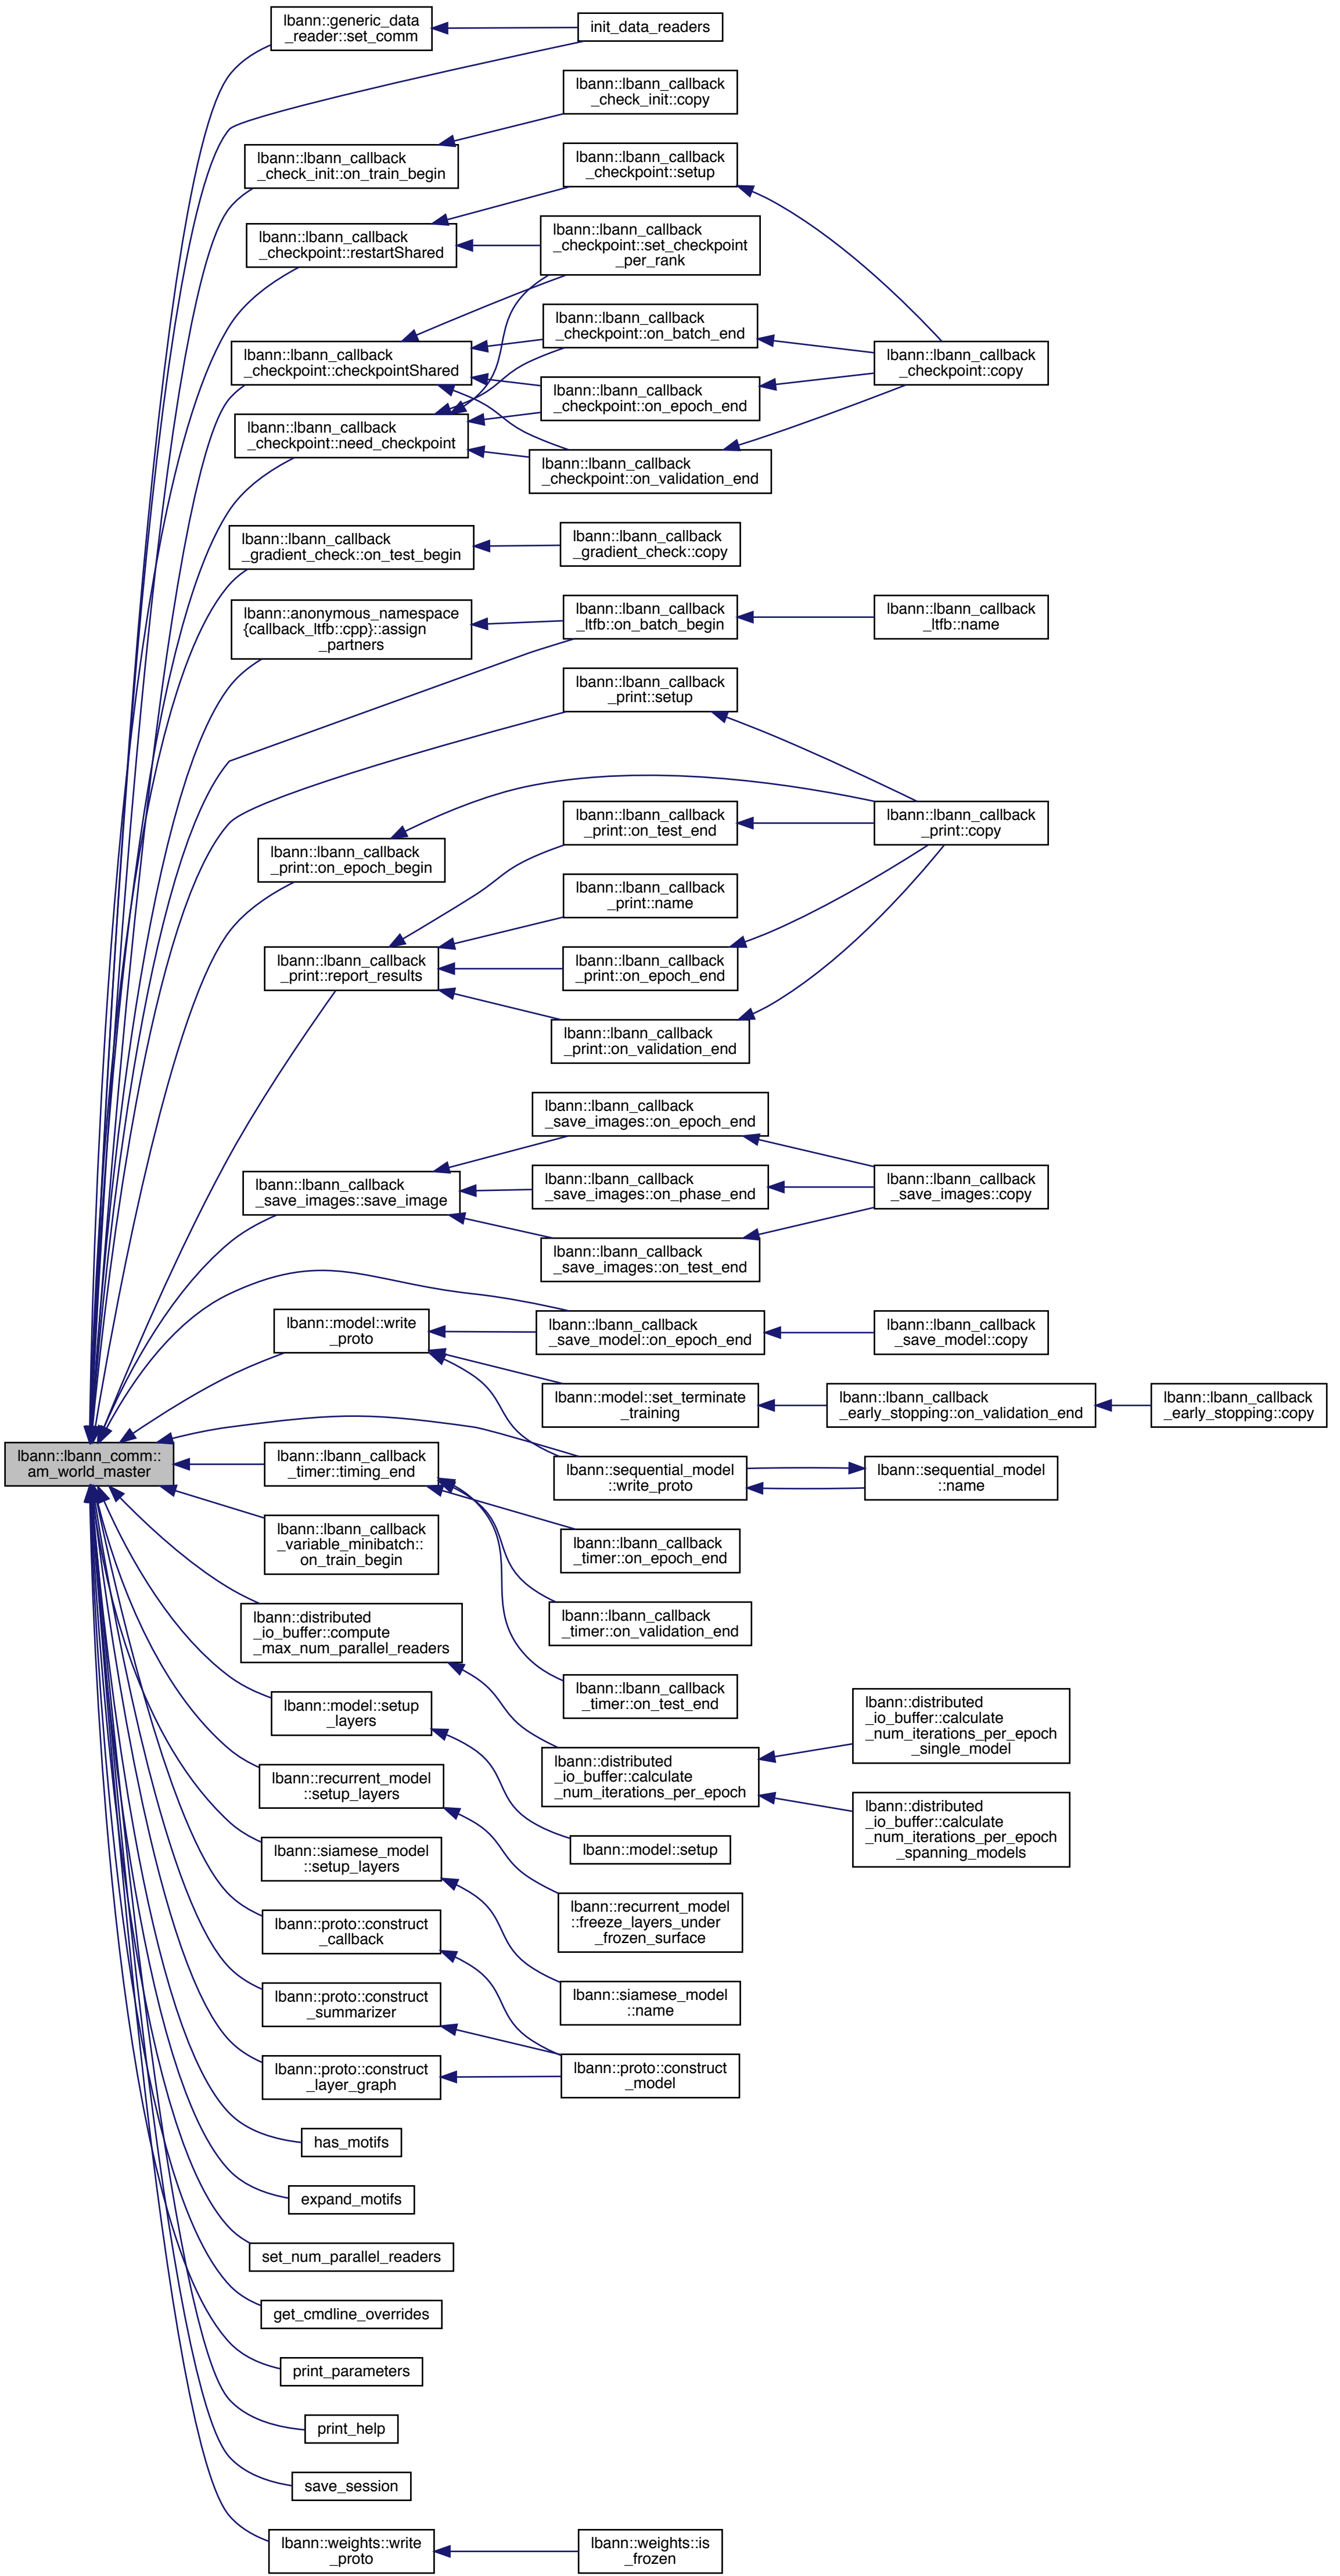 lbann::generic_data
_reader::set_comm
init_data_readers
lbann::lbann_callback
_check_init::copy
lbann::lbann_callback
_check_init::on_train_begin
lbann::lbann_callback
_checkpoint::setup
lbann::lbann_callback
_checkpoint::restartShared
lbann::lbann_callback
_checkpoint::set_checkpoint
_per_rank
lbann::lbann_callback
_checkpoint::on_batch_end
lbann::lbann_callback
_checkpoint::checkpointShared
lbann::lbann_callback
_checkpoint::copy
lbann::lbann_callback
_checkpoint::on_epoch_end
lbann::lbann_callback
_checkpoint::need_checkpoint
lbann::lbann_callback
_checkpoint::on_validation_end
lbann::lbann_callback
_gradient_check::on_test_begin
lbann::lbann_callback
_gradient_check::copy
lbann::anonymous_namespace
{callback_ltfb::cpp}::assign
_partners
lbann::lbann_callback
_ltfb::on_batch_begin
lbann::lbann_callback
_ltfb::name
lbann::lbann_callback
_print::setup
lbann::lbann_callback
_print::on_test_end
lbann::lbann_callback
_print::copy
lbann::lbann_callback
_print::on_epoch_begin
lbann::lbann_callback
_print::name
lbann::lbann_callback
_print::report_results
lbann::lbann_callback
_print::on_epoch_end
lbann::lbann_callback
_print::on_validation_end
lbann::lbann_callback
_save_images::on_epoch_end
lbann::lbann_callback
_save_images::save_image
lbann::lbann_callback
_save_images::on_phase_end
lbann::lbann_callback
_save_images::copy
lbann::lbann_callback
_save_images::on_test_end
lbann::model::write
_proto
lbann::lbann_callback
_save_model::on_epoch_end
lbann::lbann_callback
_save_model::copy
lbann::model::set_terminate
_training
lbann::lbann_callback
_early_stopping::on_validation_end
lbann::lbann_callback
_early_stopping::copy
lbann::lbann_comm::
am_world_master
lbann::lbann_callback
_timer::timing_end
lbann::sequential_model
::write_proto
lbann::sequential_model
::name
lbann::lbann_callback
_variable_minibatch::
on_train_begin
lbann::lbann_callback
_timer::on_epoch_end
lbann::distributed
_io_buffer::compute
_max_num_parallel_readers
lbann::lbann_callback
_timer::on_validation_end
lbann::lbann_callback
_timer::on_test_end
lbann::model::setup
_layers
lbann::distributed
_io_buffer::calculate
_num_iterations_per_epoch
_single_model
lbann::distributed
_io_buffer::calculate
_num_iterations_per_epoch
lbann::recurrent_model
::setup_layers
lbann::distributed
_io_buffer::calculate
_num_iterations_per_epoch
_spanning_models
lbann::model::setup
lbann::siamese_model
::setup_layers
lbann::recurrent_model
::freeze_layers_under
_frozen_surface
lbann::proto::construct
_callback
lbann::siamese_model
::name
lbann::proto::construct
_summarizer
lbann::proto::construct
_layer_graph
lbann::proto::construct
_model
has_motifs
expand_motifs
set_num_parallel_readers
get_cmdline_overrides
print_parameters
print_help
save_session
lbann::weights::write
_proto
lbann::weights::is
_frozen